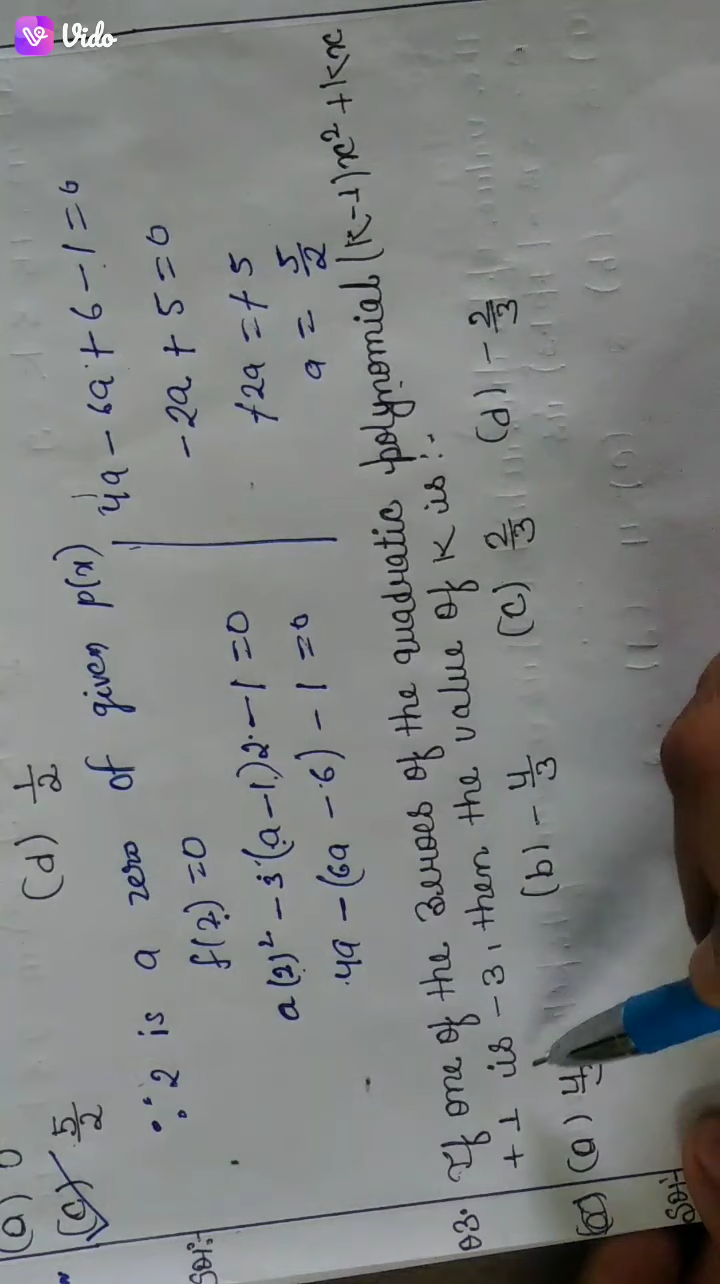 Vido
(a) 0
(c) 5/2 (d) 1/2
Sol:- ∵ 2 is a zero of given p(x)
f(2) = 0
a(2)² - 3(a-1)2 - 1 = 0
4a - (6a - 6) - 1 = 0
4a - 6a + 6 - 1 = 0
-2a + 5 = 0
+2a = +5
a = 5/2
Q3. If one of the zeroes of the quadratic polynomial (K-1)x² + Kx
+ 1 is -3, then the value of K is:-
(a) 4/ (b) - 4/3 (c) 2/3 (d) - 2/3
Sol:-